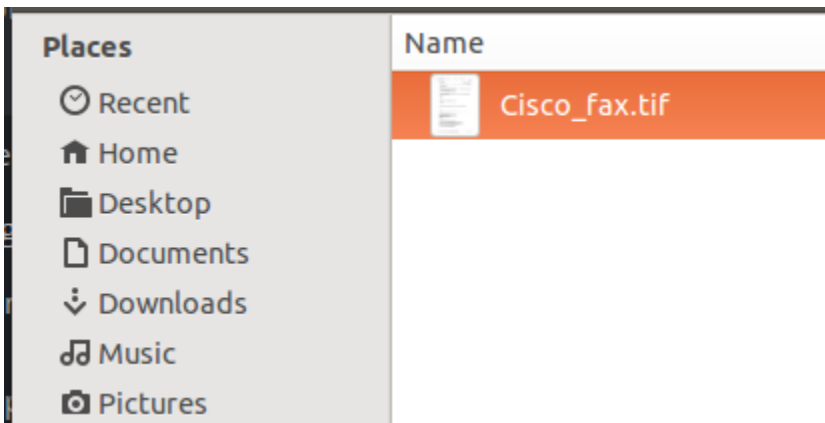 Places
Name
Recent
Cisco_fax.tif
Home
Desktop
Documents
Downloads
Music
Pictures